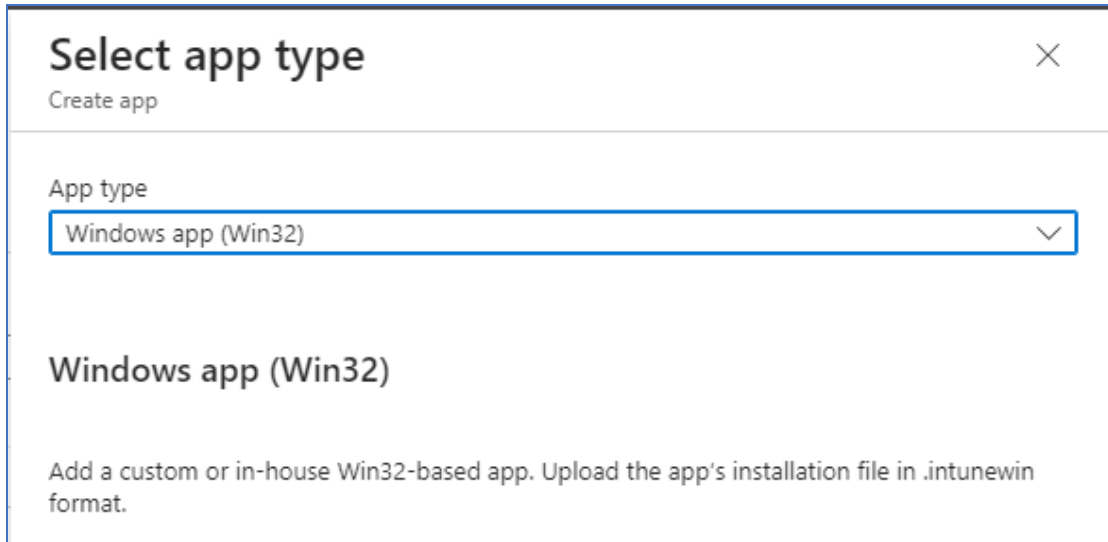 Select app type
Create app
App type
Windows app (Win32)
Windows app (Win32)
Add a custom or in-house Win32-based app. Upload the app's installation file in .intunewin
format.